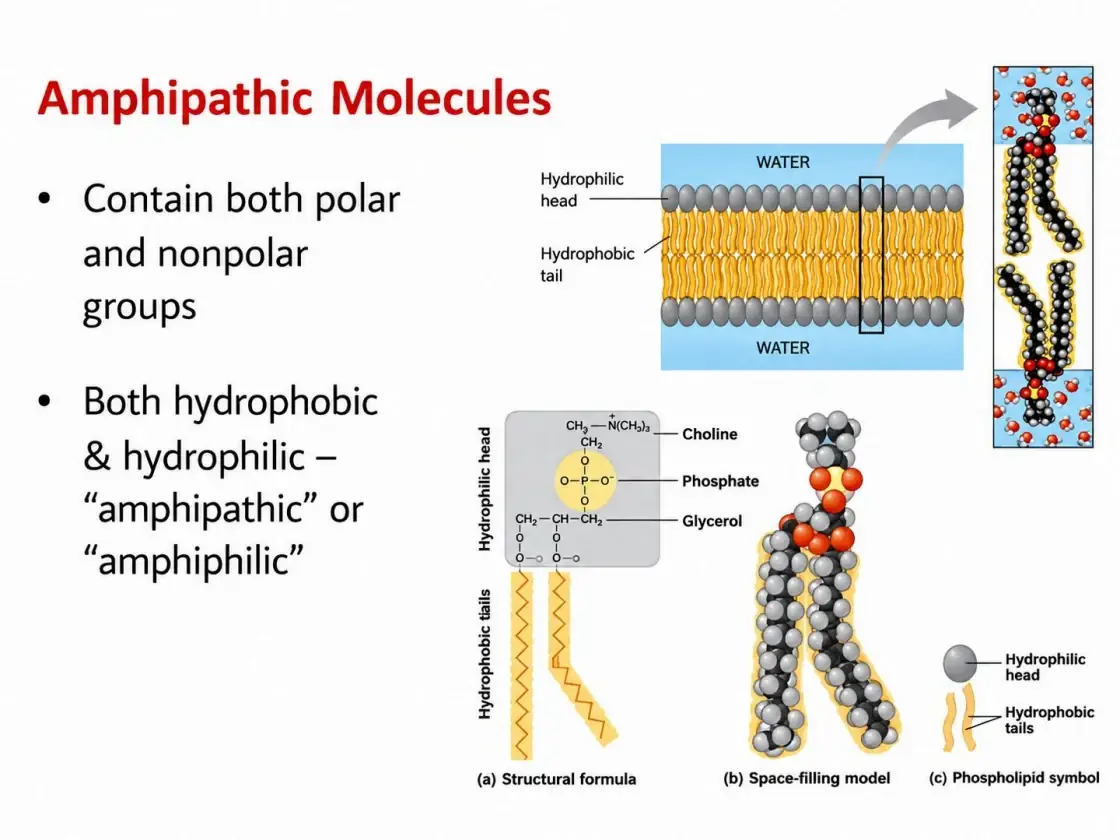 Amphipathic Molecules
• Contain both polar
and nonpolar
groups
• Both hydrophobic
& hydrophilic –
“amphipathic” or
“amphiphilic”
WATER
Hydrophilic
head
Hydrophobic
tail
WATER
Hydrophilic head
Hydrophobic tiails
CH₂—N(CH₃)₃
+
CH₂
O
O—P—O⁻
O
CH₂—CH—CH₂
O O
O O
Choline
Phosphate
Glycerol
Hydrophilic
head
Hydrophobic
tails
(a) Structural formula
(b) Space-filling model
(c) Phospholipid symbol